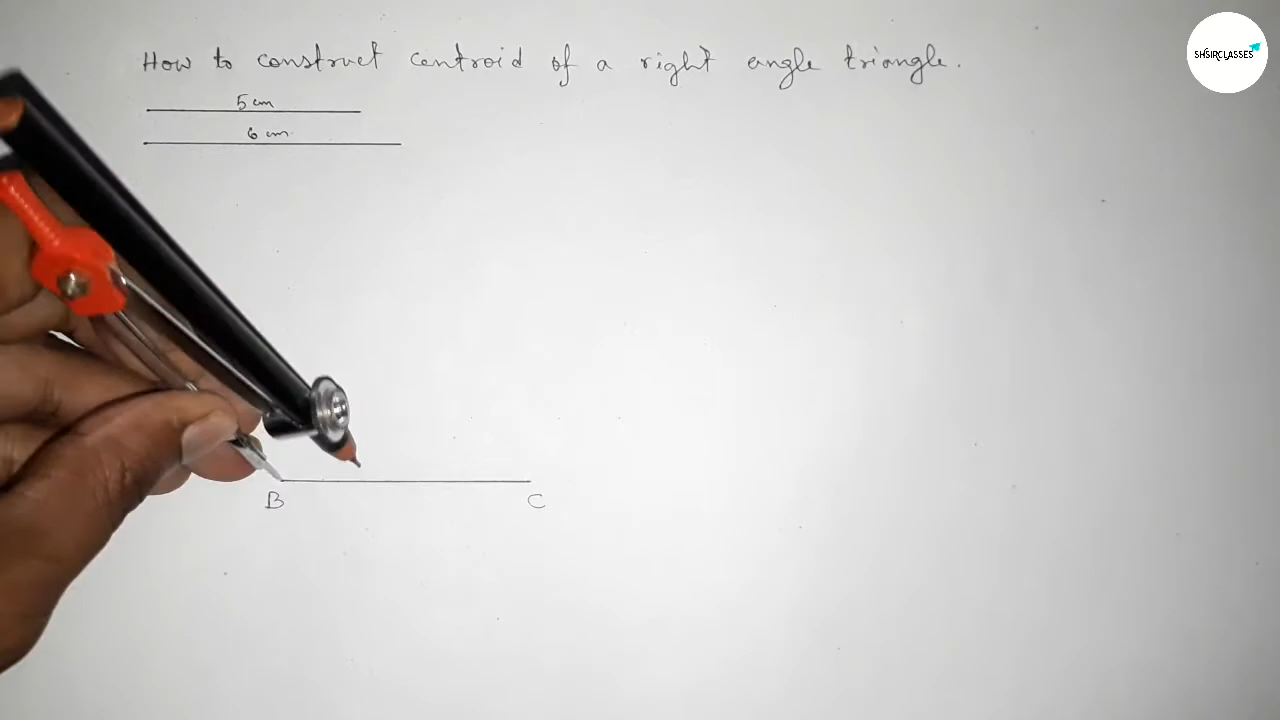 How to construct centroid of a right angle triangle.
5 cm
6 cm
B C
SHSIRCLASSES